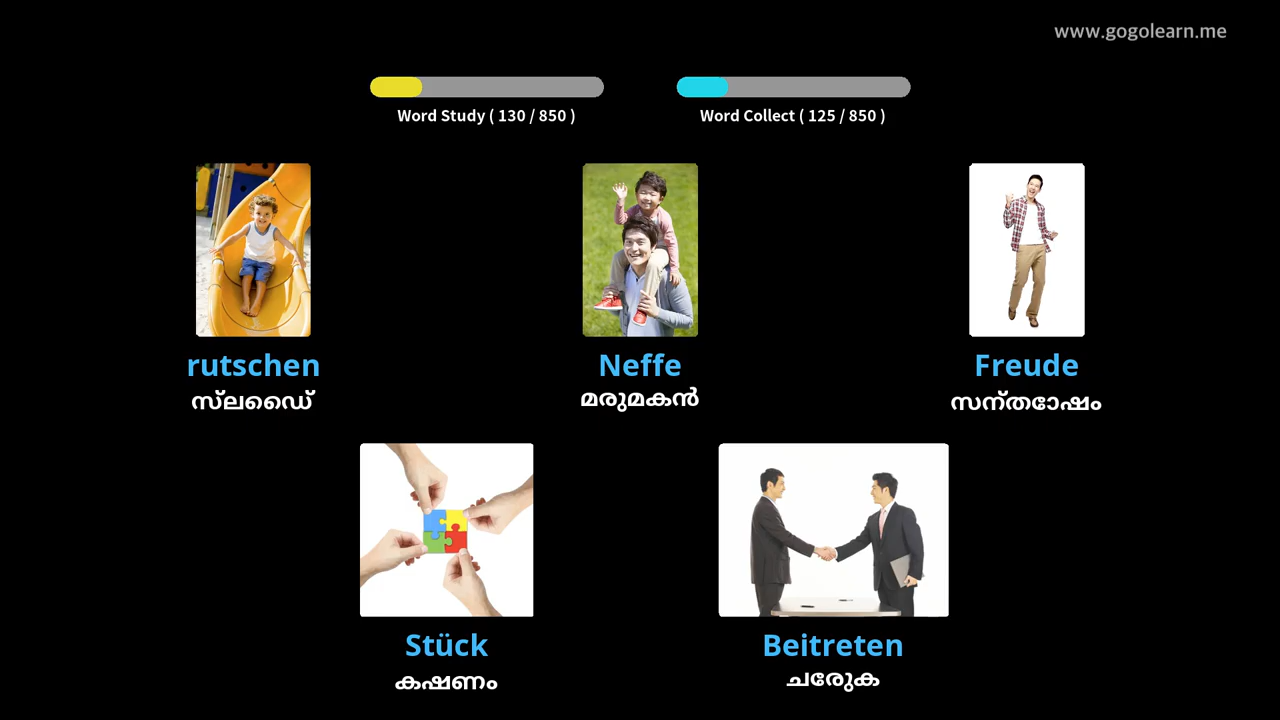 www.gogolearn.me
Word Study ( 130 / 850 )
Word Collect ( 125 / 850 )
rutschen
Neffe
Freude
സ്ലൈഡ്
മരുമകൻ
സന്തോഷം
Stück
Beitreten
കഷണം
ചേരുക